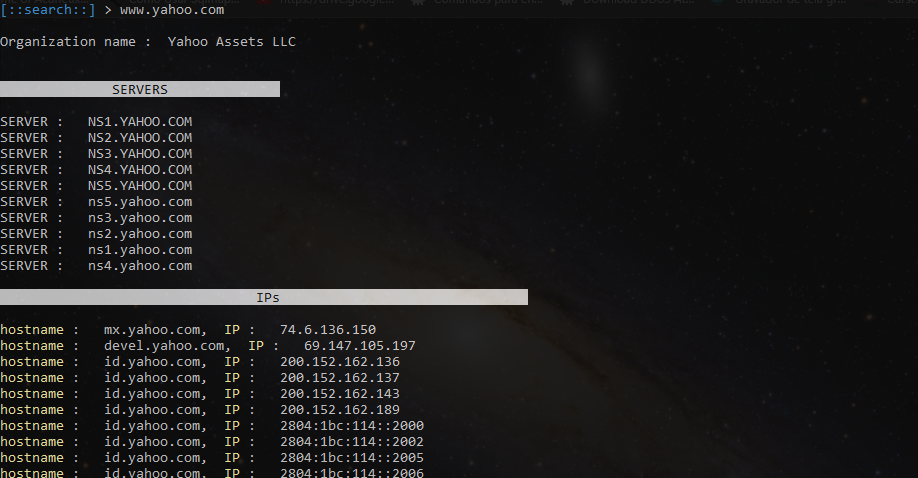 [::search::] > www.yahoo.com
Organization name :  Yahoo Assets LLC
SERVERS
SERVER :   NS1.YAHOO.COM
SERVER :   NS2.YAHOO.COM
SERVER :   NS3.YAHOO.COM
SERVER :   NS4.YAHOO.COM
SERVER :   NS5.YAHOO.COM
SERVER :   ns5.yahoo.com
SERVER :   ns3.yahoo.com
SERVER :   ns2.yahoo.com
SERVER :   ns1.yahoo.com
SERVER :   ns4.yahoo.com
IPs
hostname :   mx.yahoo.com,  IP :   74.6.136.150
hostname :   devel.yahoo.com,  IP :   69.147.105.197
hostname :   id.yahoo.com,  IP :   200.152.162.136
hostname :   id.yahoo.com,  IP :   200.152.162.137
hostname :   id.yahoo.com,  IP :   200.152.162.143
hostname :   id.yahoo.com,  IP :   200.152.162.189
hostname :   id.yahoo.com,  IP :   2804:1bc:114::2000
hostname :   id.yahoo.com,  IP :   2804:1bc:114::2002
hostname :   id.yahoo.com,  IP :   2804:1bc:114::2005
hostname :   id.yahoo.com,  IP :   2804:1bc:114::2006